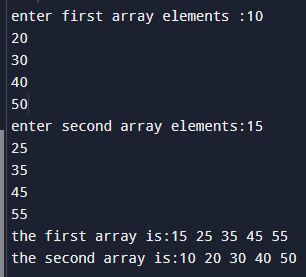 enter first array elements :10
20
30
40
50
enter second array elements:15
25
35
45
55
the first array is:15 25 35 45 55
the second array is:10 20 30 40 50